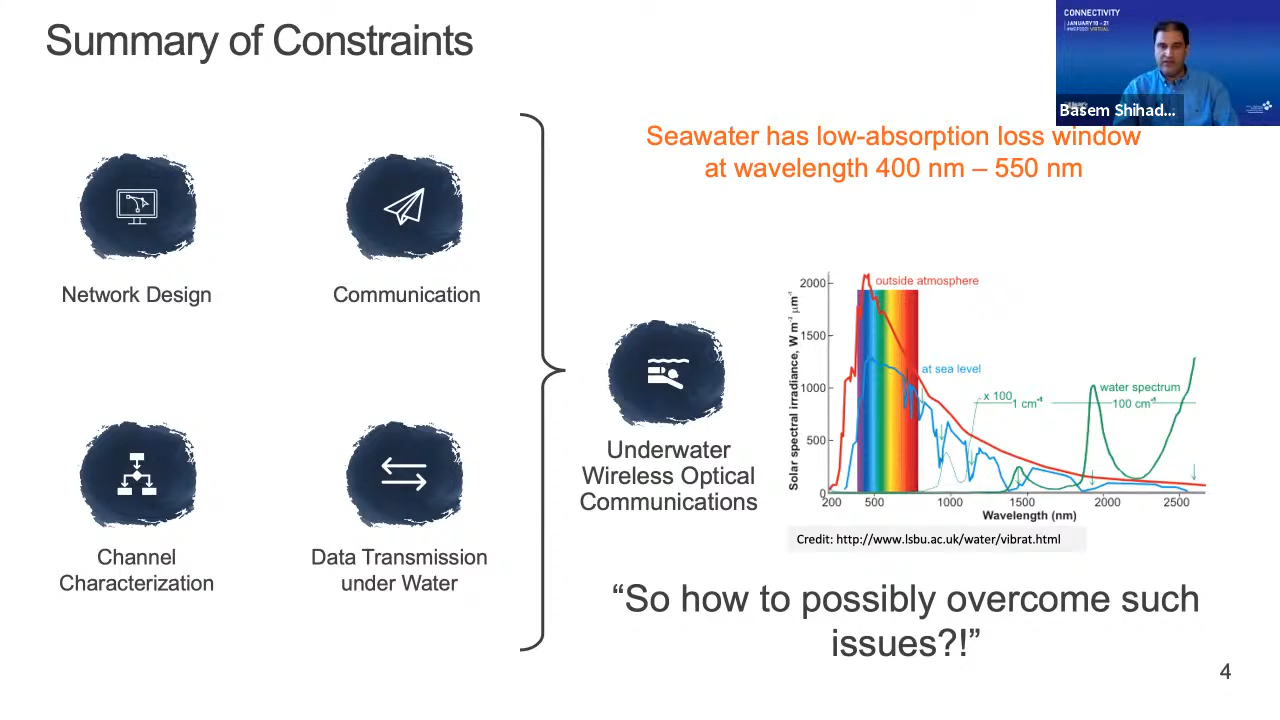 Summary of Constraints
CONNECTIVITY
JANUARY 10 - 21
VIRTUAL
Basem Shihad...
Seawater has low-absorption loss window
at wavelength 400 nm – 550 nm
Network Design
Communication
Channel
Characterization
Data Transmission
under Water
Underwater
Wireless Optical
Communications
outside atmosphere
at sea level
x 100
1 cm⁻¹
water spectrum
100 cm⁻¹
Solar spectral irradiance, W m⁻² µm⁻¹
2000
1500
1000
500
0
200
500
1000
1500
2000
2500
Wavelength (nm)
Credit: http://www.lsbu.ac.uk/water/vibrat.html
“So how to possibly overcome such
issues?!”
4